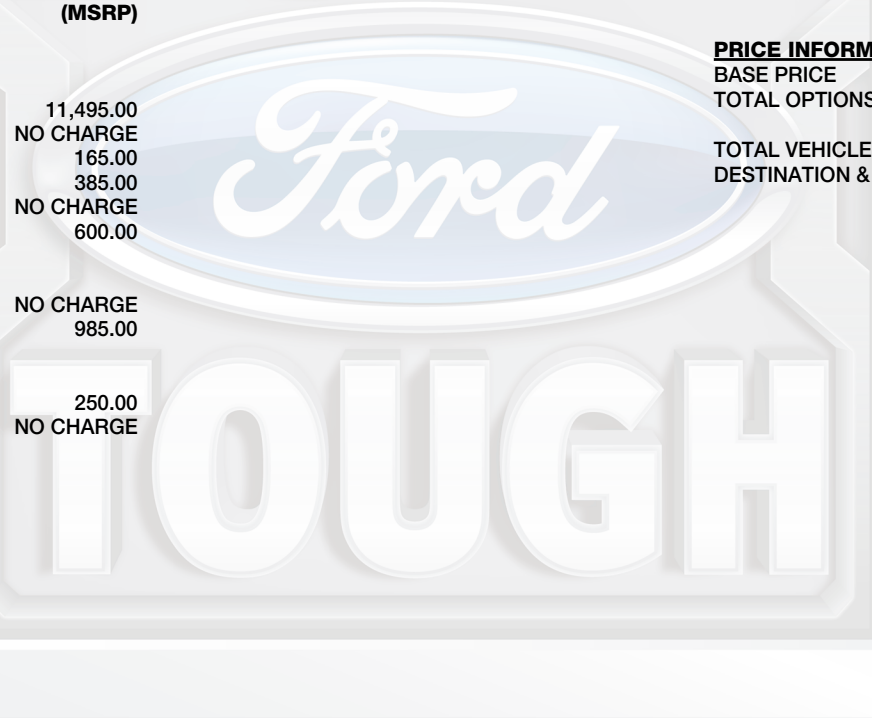 (MSRP)
11,495.00
NO CHARGE
165.00
385.00
NO CHARGE
600.00
NO CHARGE
985.00
250.00
NO CHARGE
PRICE INFORM
BASE PRICE
TOTAL OPTIONS
TOTAL VEHICLE
DESTINATION &
Ford
TOUGH